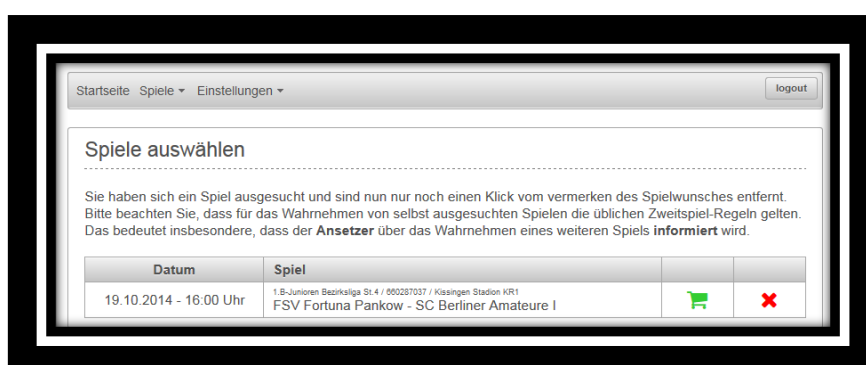 Startseite Spiele Einstellungen logout
Spiele auswählen
Sie haben sich ein Spiel ausgesucht und sind nun nur noch einen Klick vom vermerken des Spielwunsches entfernt.
Bitte beachten Sie, dass für das Wahrnehmen von selbst ausgesuchten Spielen die üblichen Zweitspiel-Regeln gelten.
Das bedeutet insbesondere, dass der Ansetzer über das Wahrnehmen eines weiteren Spiels informiert wird.
Datum Spiel
1.B-Junioren Bezirksliga St.4 / 660287037 / Kissingen Stadion KR1
19.10.2014 - 16:00 Uhr FSV Fortuna Pankow - SC Berliner Amateure I